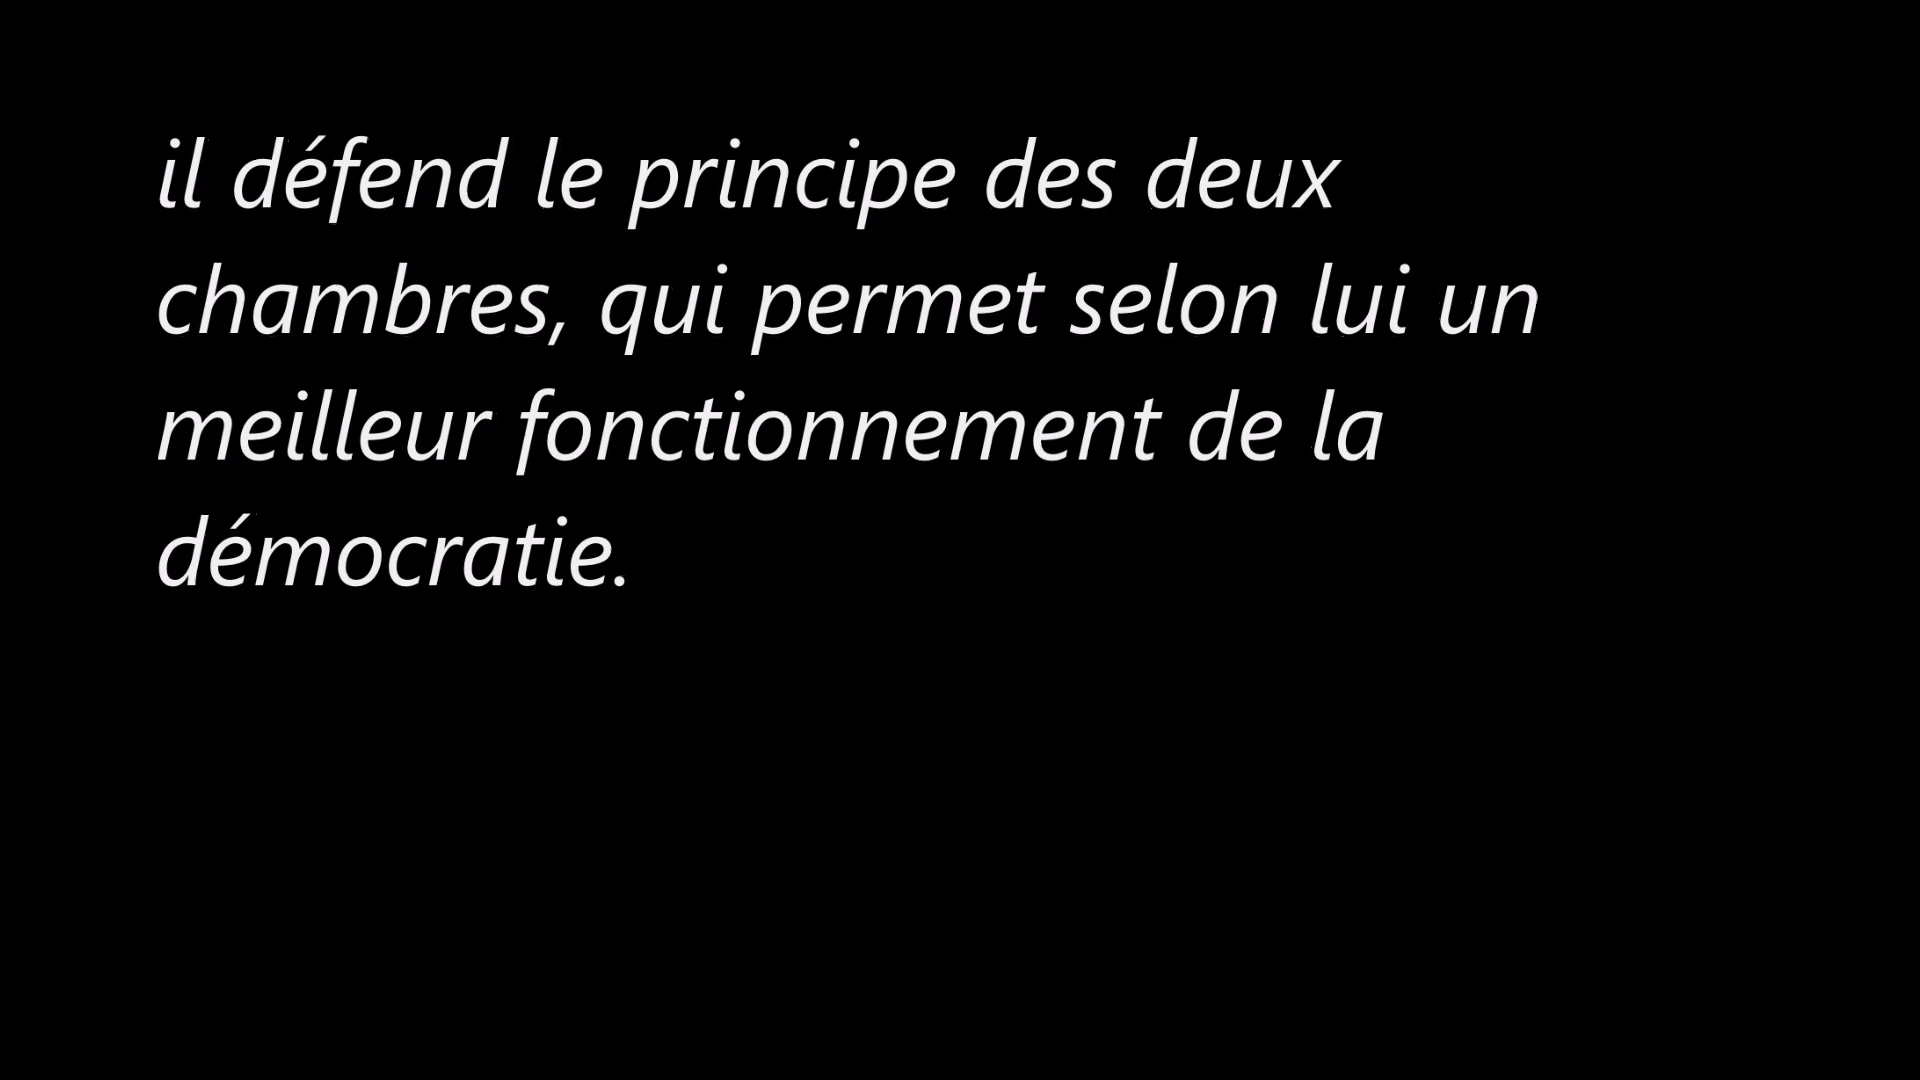 il défend le principe des deux
chambres, qui permet selon lui un
meilleur fonctionnement de la
démocratie.